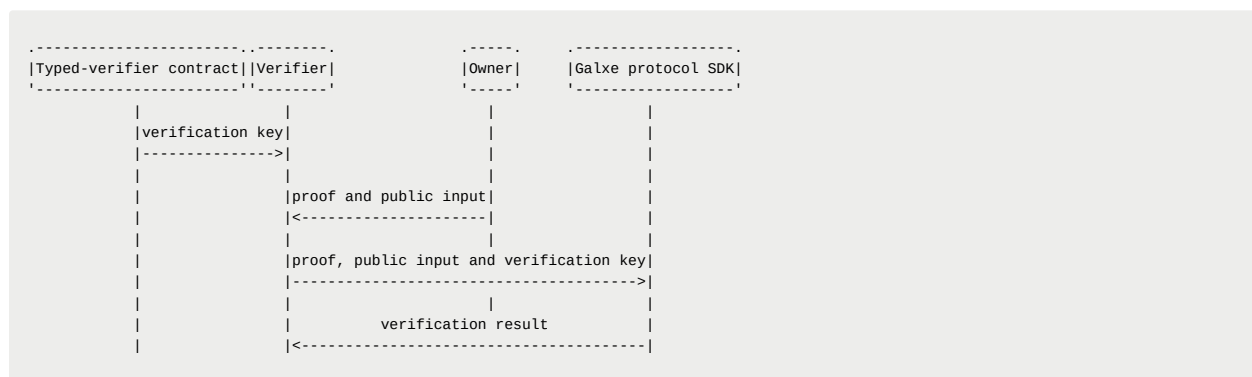 Typed-verifier contract Verifier Owner Galxe protocol SDK
verification key
proof and public input
proof, public input and verification key
verification result